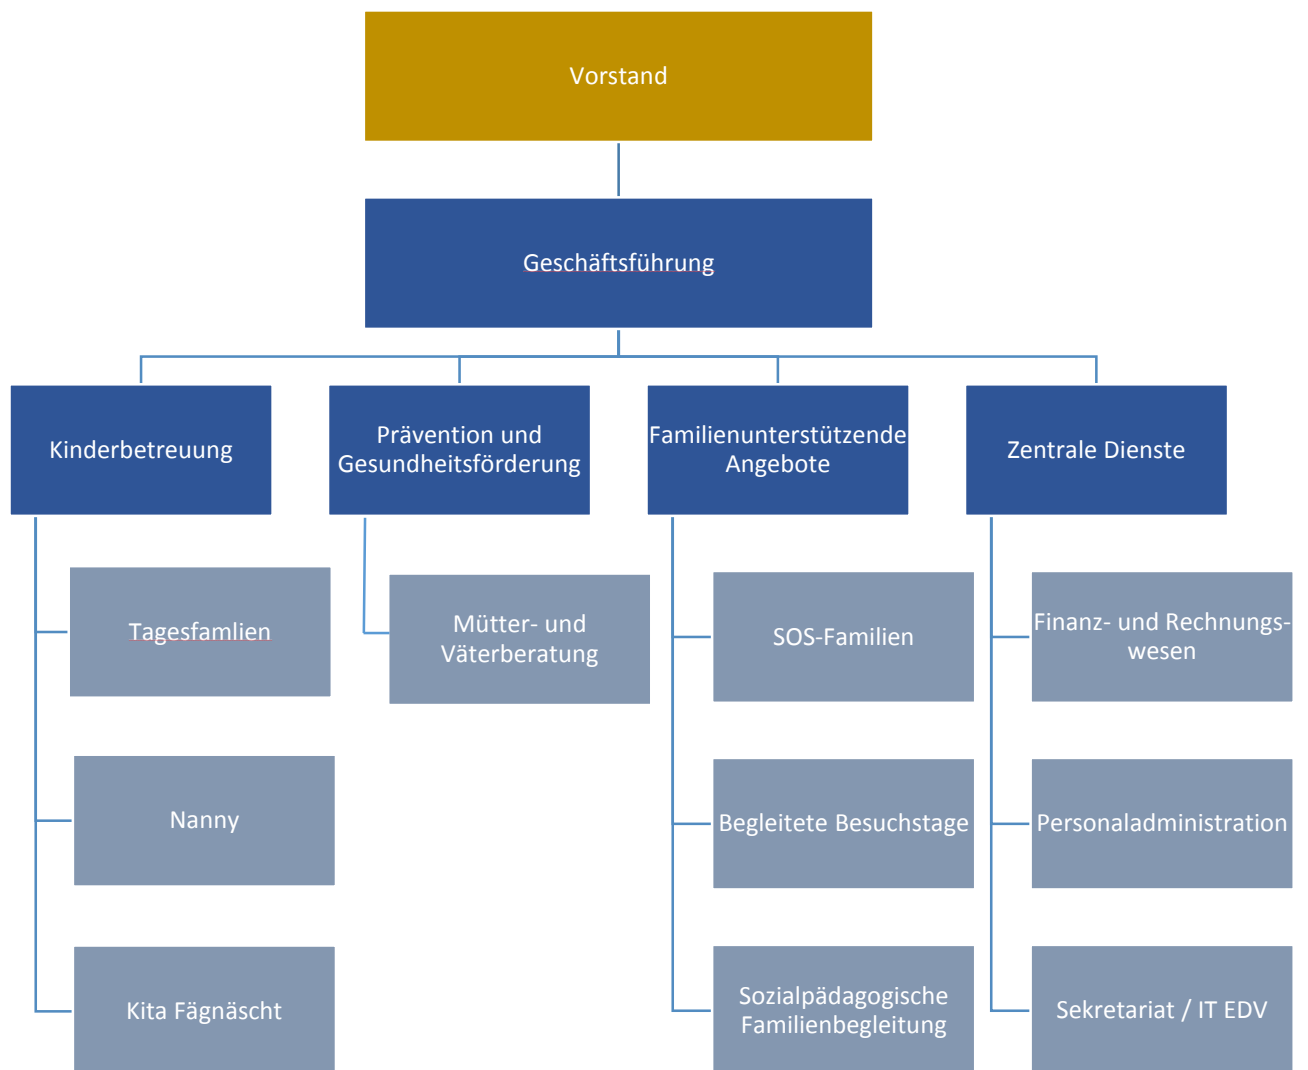 Vorstand
Geschäftsführung
Kinderbetreuung
Prävention und
Gesundheitsförderung
Familienunterstützende
Angebote
Zentrale Dienste
Tagesfamlien
Mütter- und
Väterberatung
SOS-Familien
Finanz- und Rechnungs-
wesen
Nanny
Begleitete Besuchstage
Personaladministration
Kita Fägnäscht
Sozialpädagogische
Familienbegleitung
Sekretariat / IT EDV